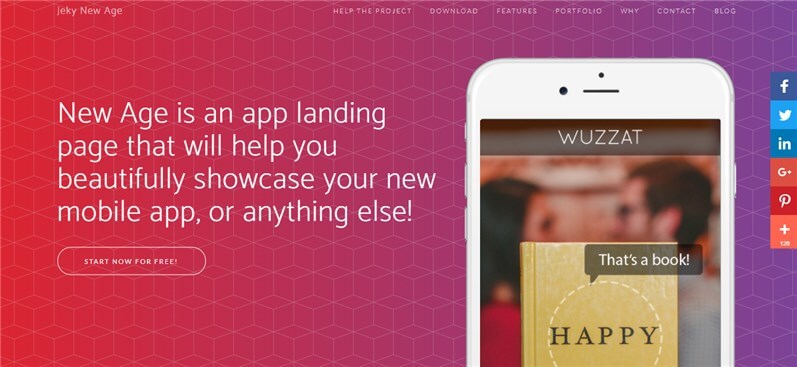 Jeky New Age
HELP THE PROJECT DOWNLOAD FEATURES PORTFOLIO WHY CONTACT BLOG
New Age is an app landing
page that will help you
beautifully showcase your new
mobile app, or anything else!
START NOW FOR FREE!
WUZZAT
That's a book!
HAPPY
f
in
G+
120